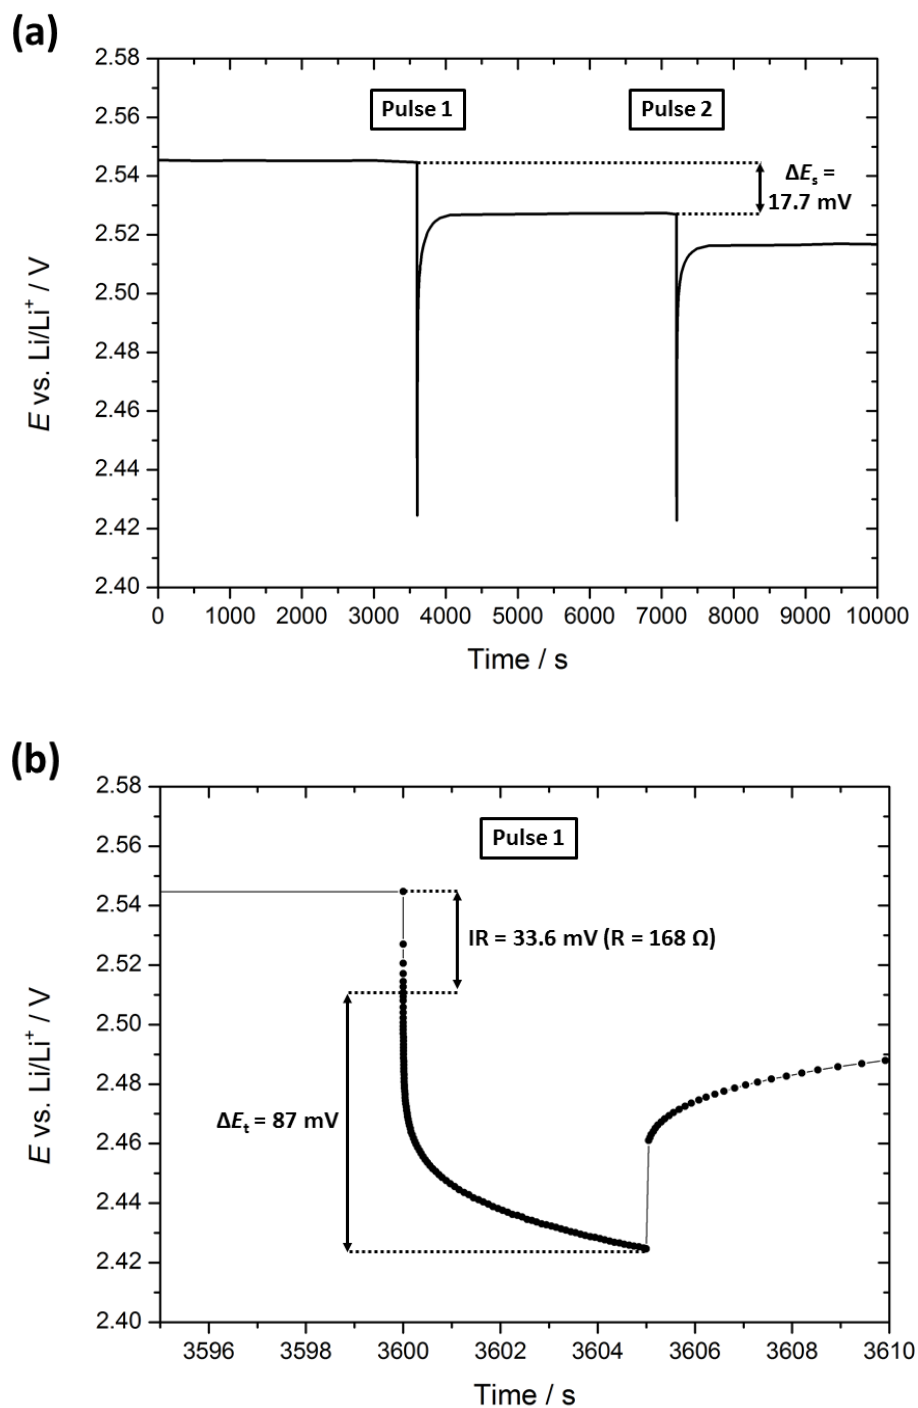 (a)
2.58
2.56
2.54
2.52
2.50
2.48
2.46
2.44
2.42
2.40
E vs. Li/Li⁺ / V
Pulse 1
Pulse 2
ΔEₛ =
17.7 mV
0 1000 2000 3000 4000 5000 6000 7000 8000 9000 10000
Time / s
(b)
2.58
2.56
2.54
2.52
2.50
2.48
2.46
2.44
2.42
2.40
E vs. Li/Li⁺ / V
Pulse 1
IR = 33.6 mV (R = 168 Ω)
ΔEₜ = 87 mV
3596 3598 3600 3602 3604 3606 3608 3610
Time / s